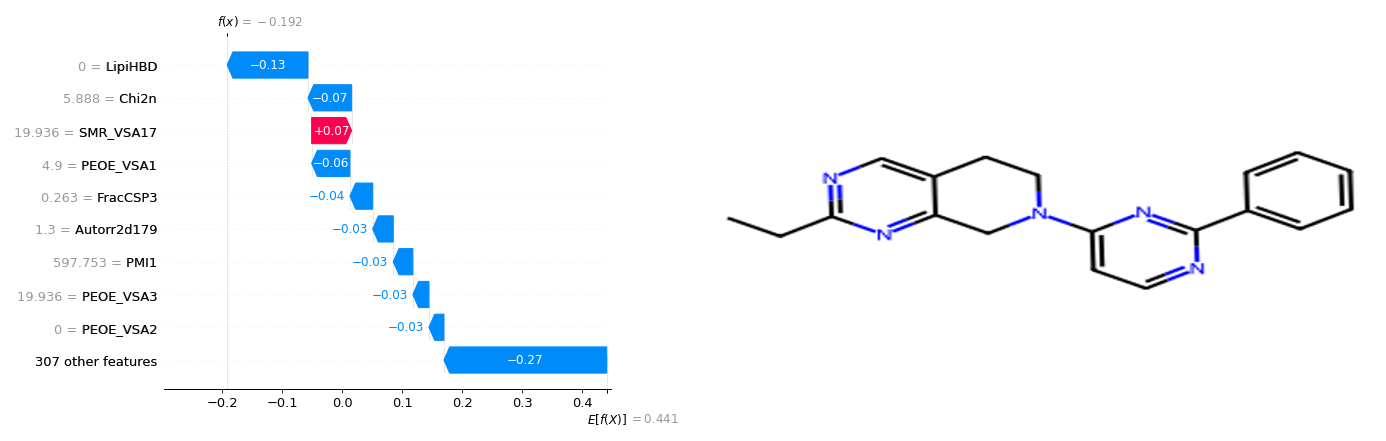 f(x) = −0.192
0 = LipiHBD
−0.13
5.888 = Chi2n
−0.07
19.936 = SMR_VSA17
+0.07
4.9 = PEOE_VSA1
−0.06
0.263 = FracCSP3
−0.04
1.3 = Autorr2d179
−0.03
597.753 = PMI1
−0.03
19.936 = PEOE_VSA3
−0.03
0 = PEOE_VSA2
−0.03
307 other features
−0.27
−0.2 −0.1 0.0 0.1 0.2 0.3 0.4
E[f(X)] = 0.441
N
N
N
N
N